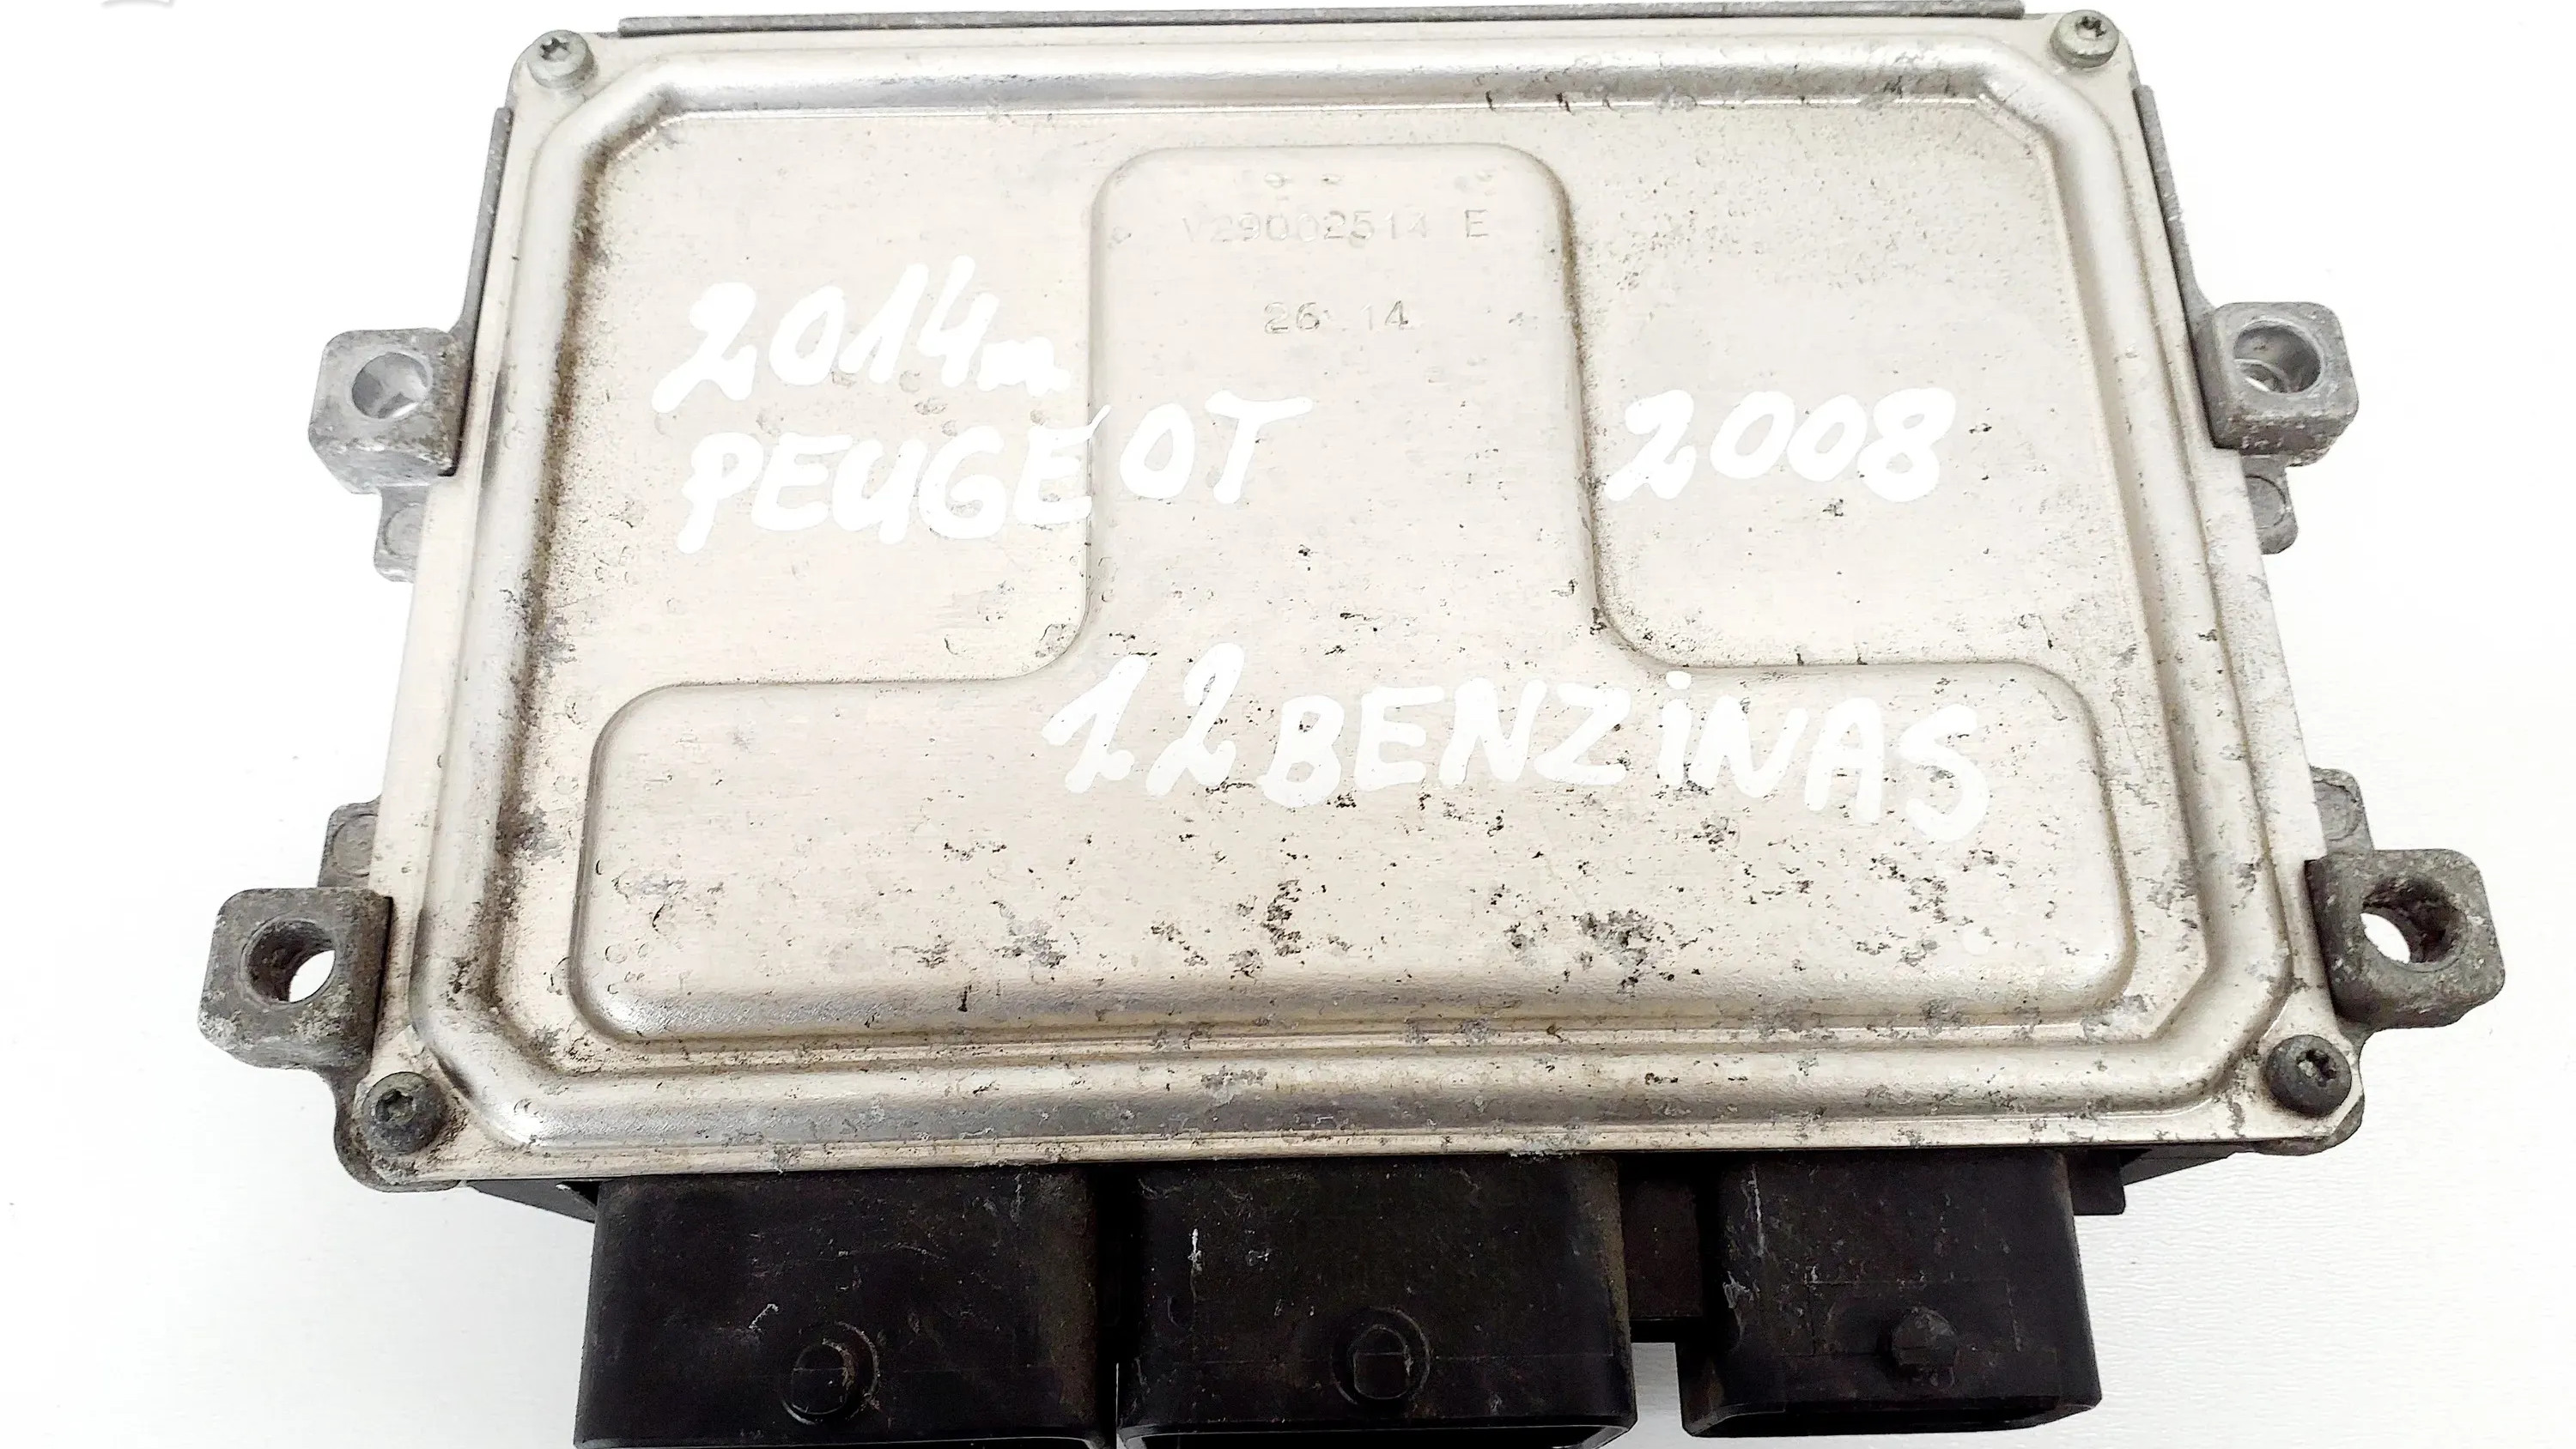 V29002514 E
26 14
2014m
PEUGEOT 2008
1.2 BENZINAS